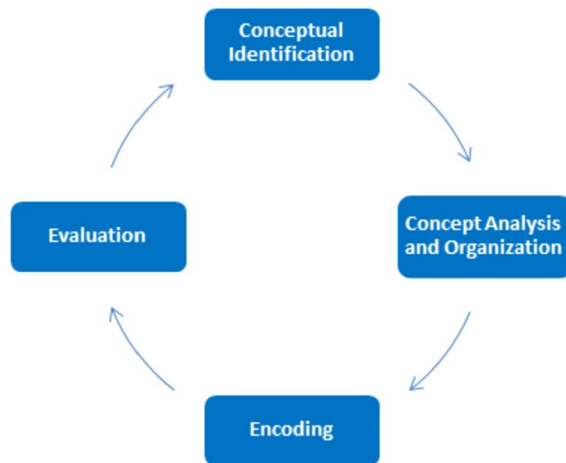 Conceptual
Identification
Concept Analysis
and Organization
Encoding
Evaluation